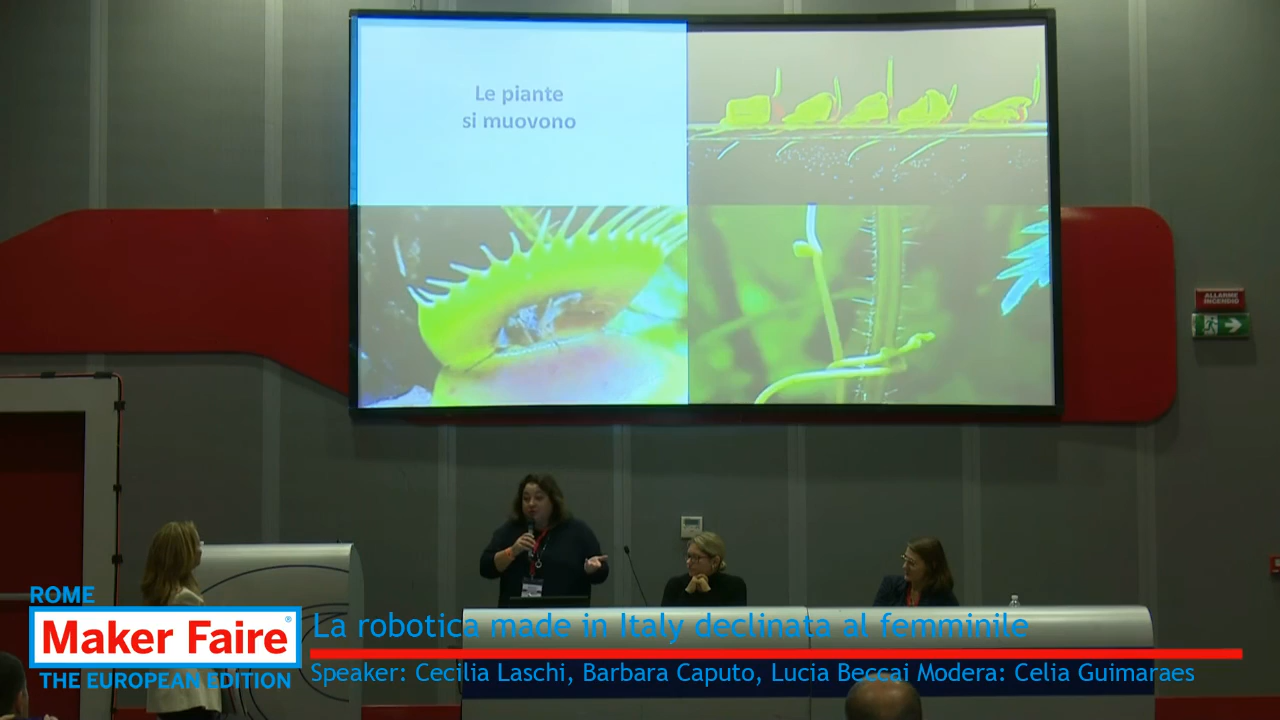 Le piante
si muovono
ALLARME
INCENDIO
ROME
Maker Faire®
THE EUROPEAN EDITION
La robotica made in Italy declinata al femminile
Speaker: Cecilia Laschi, Barbara Caputo, Lucia Beccai Modera: Celia Guimaraes